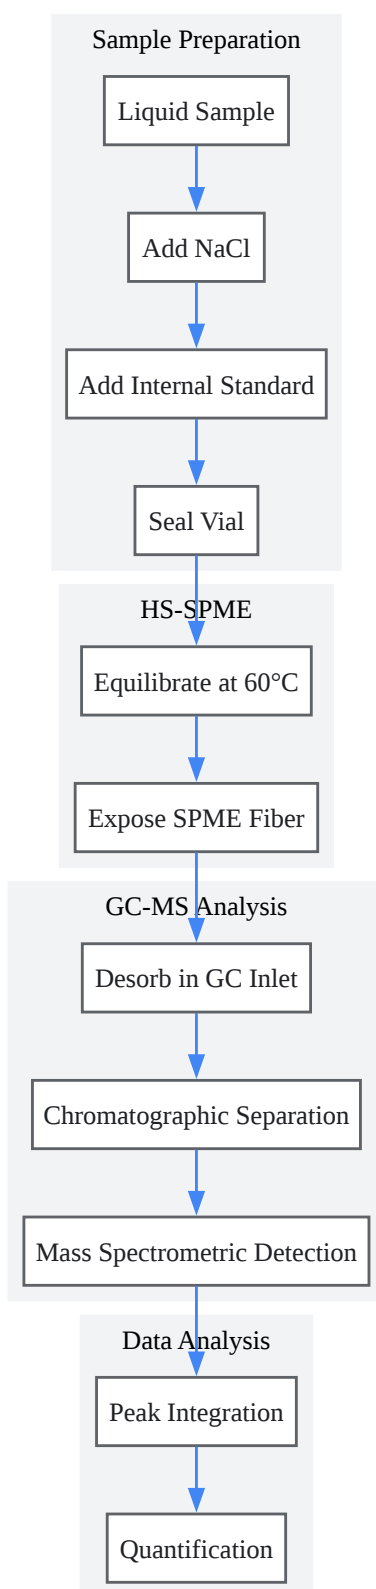 Sample Preparation
Liquid Sample
Add NaCl
Add Internal Standard
Seal Vial
HS-SPME
Equilibrate at 60°C
Expose SPME Fiber
GC-MS Analysis
Desorb in GC Inlet
Chromatographic Separation
Mass Spectrometric Detection
Data Analysis
Peak Integration
Quantification